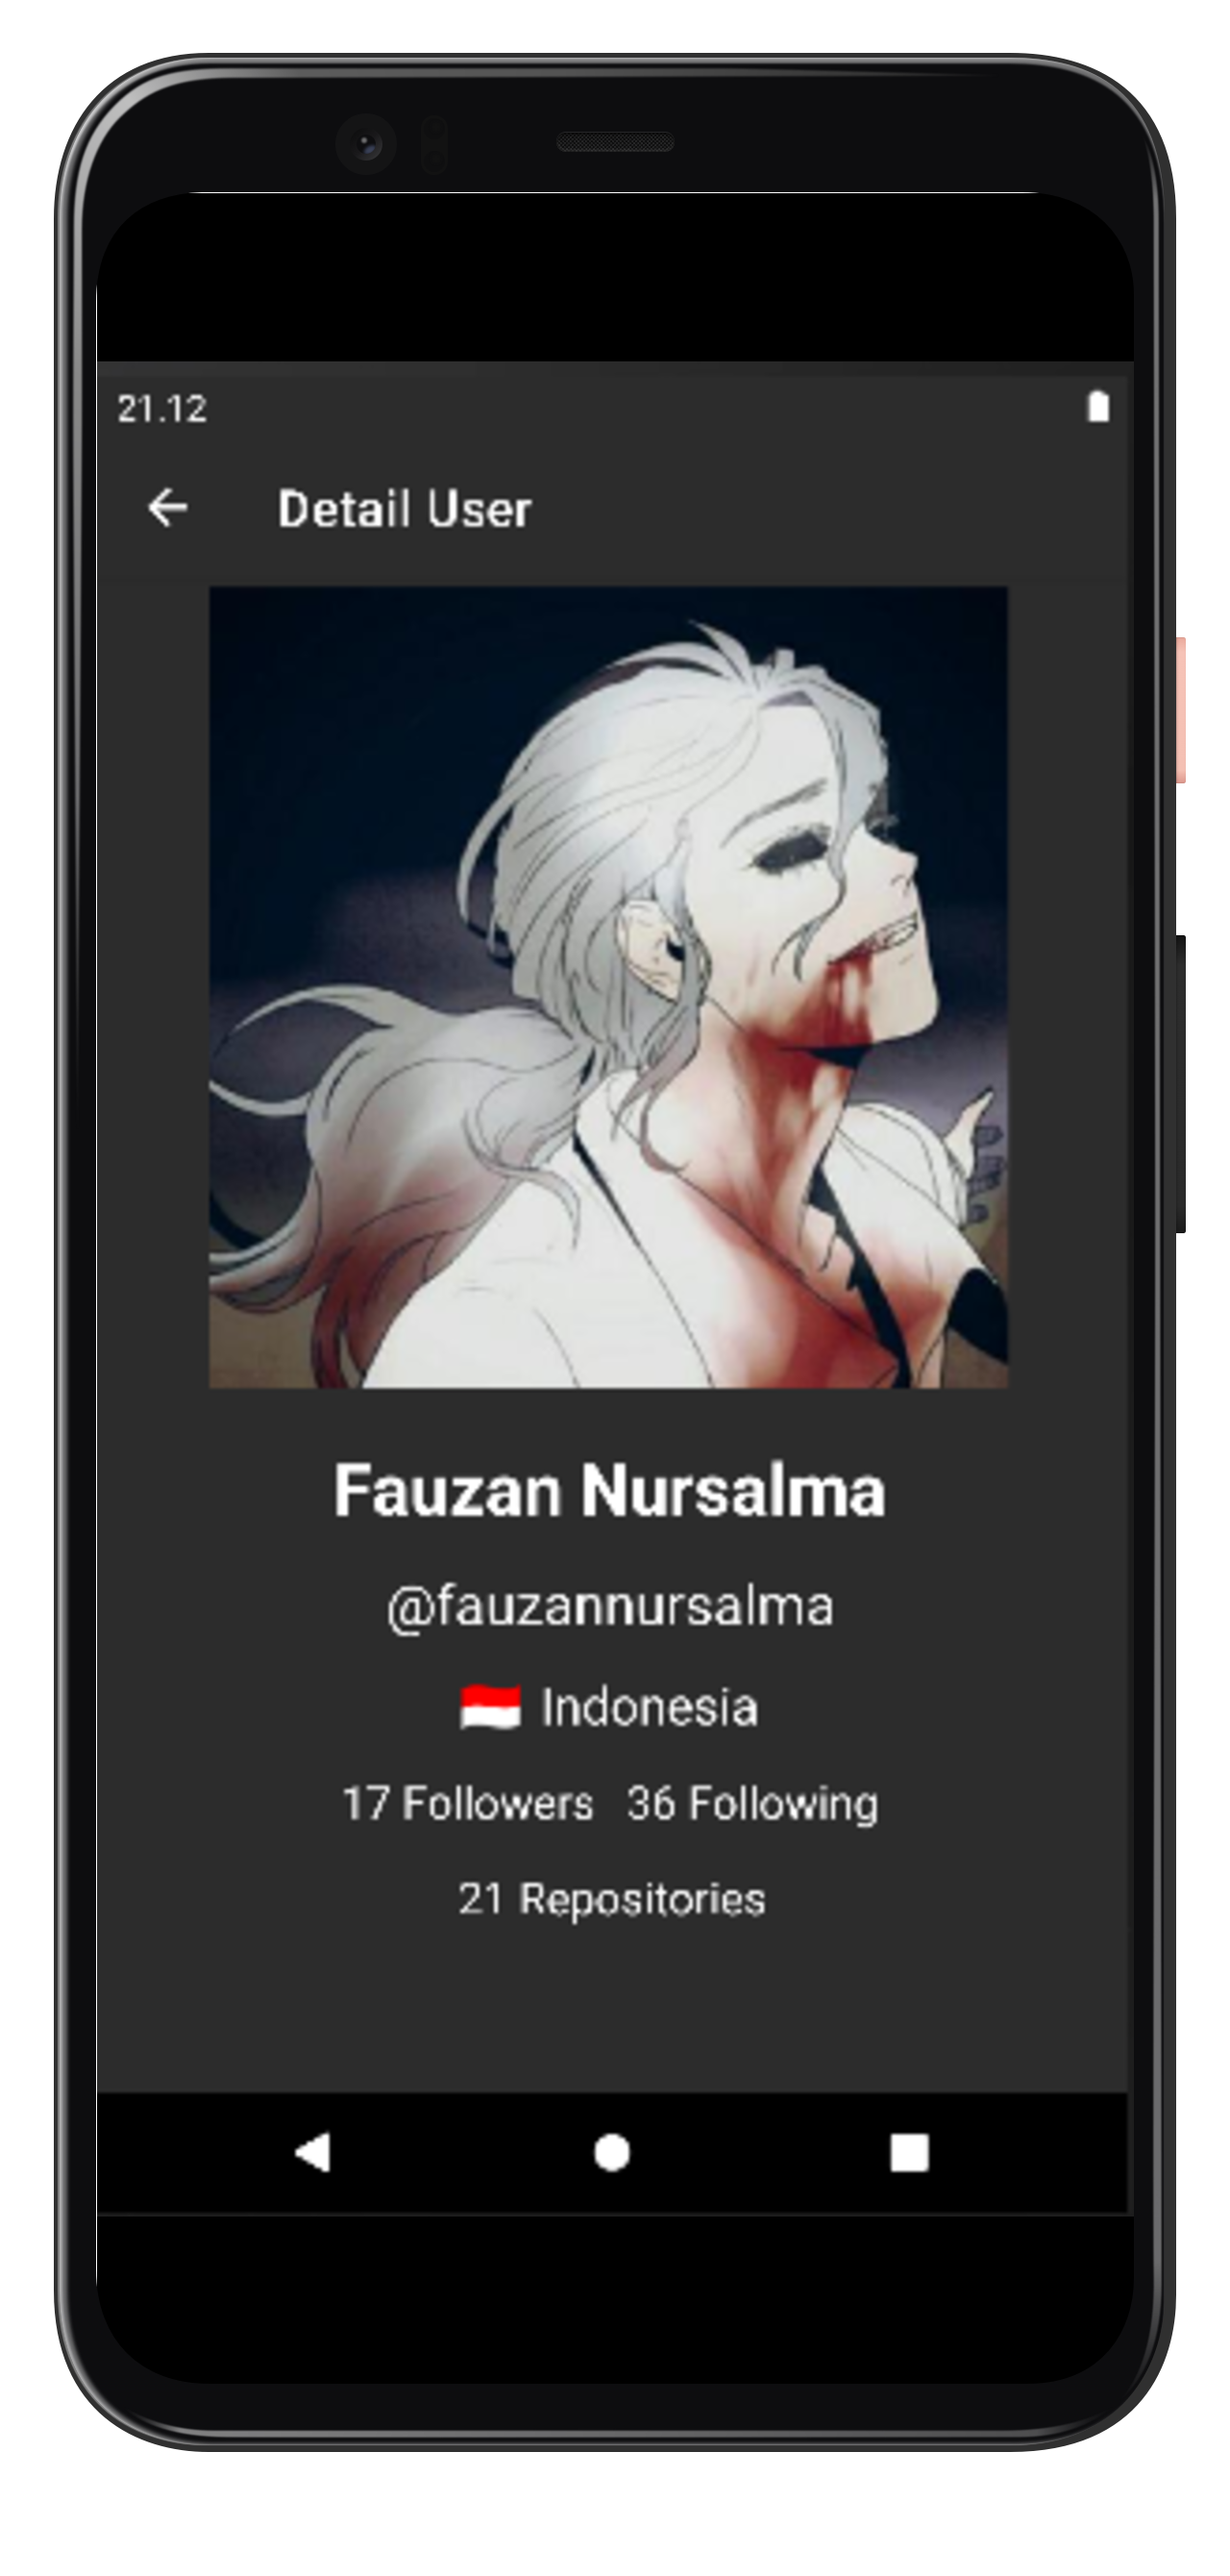 21.12
Detail User
Fauzan Nursalma
@fauzannursalma
🇮🇩 Indonesia
17 Followers 36 Following
21 Repositories